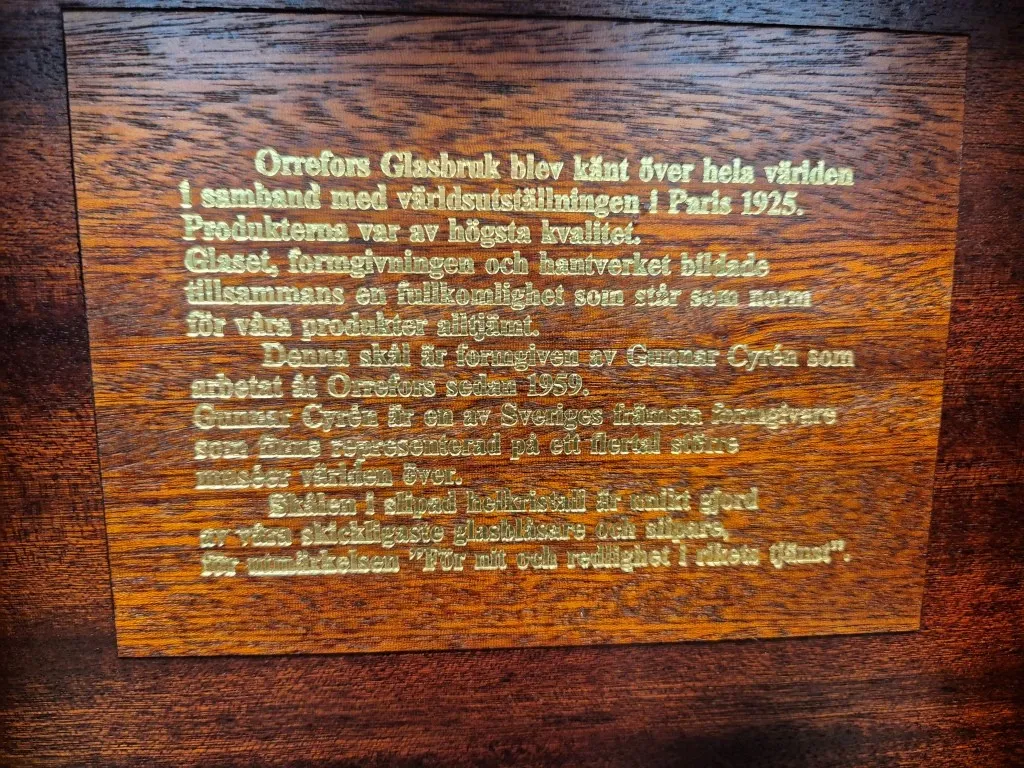 Orrefors Glasbruk blev känt över hela världen
i samband med världsutställningen i Paris 1925.
Produkterna var av högsta kvalitet.
Glaset, formgivningen och hantverket bildade
tillsammans en fullkomlighet som står som norm
för våra produkter alltjämt.
Denna skål är formgiven av Gunnar Cyrén som
arbetat åt Orrefors sedan 1959.
Gunnar Cyrén är en av Sveriges främsta formgivare
som finns representerad på ett flertal större
muséer världen över.
Skålen i slipad helkristall är unikt gjord
av våra skickligaste glasblåsare och slipare,
för utmärkelsen "För nit och redlighet i rikets tjänst".